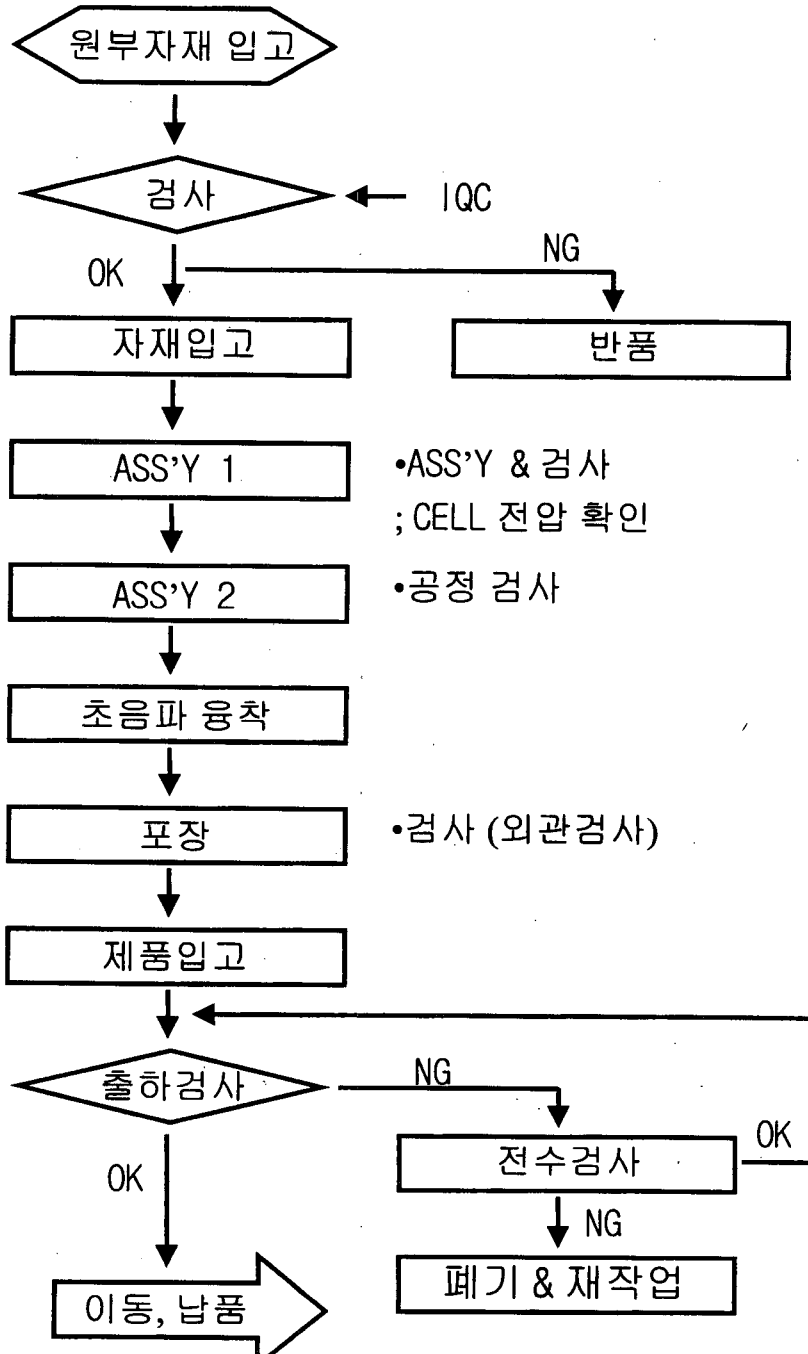 원부자재 입고
검사
IQC
OK
NG
자재입고
반품
ASS'Y 1
•ASS'Y & 검사
; CELL 전압 확인
ASS'Y 2
•공정 검사
초음파 융착
포장
•검사 (외관검사)
제품입고
출하검사
NG
전수검사
OK
OK
NG
폐기 & 재작업
이동, 납품